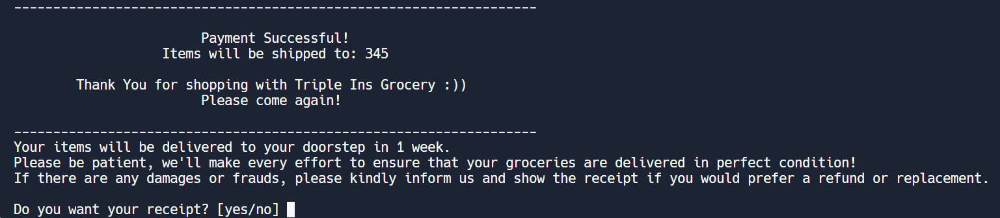 -------------------------------------------------------------------
Payment Successful!
Items will be shipped to: 345
Thank You for shopping with Triple Ins Grocery :))
Please come again!
-------------------------------------------------------------------
Your items will be delivered to your doorstep in 1 week.
Please be patient, we'll make every effort to ensure that your groceries are delivered in perfect condition!
If there are any damages or frauds, please kindly inform us and show the receipt if you would prefer a refund or replacement.
Do you want your receipt? [yes/no]